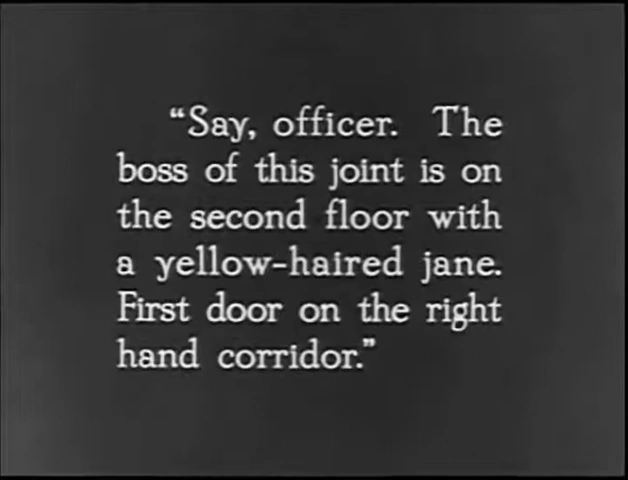 “Say, officer. The
boss of this joint is on
the second floor with
a yellow-haired jane.
First door on the right
hand corridor.”